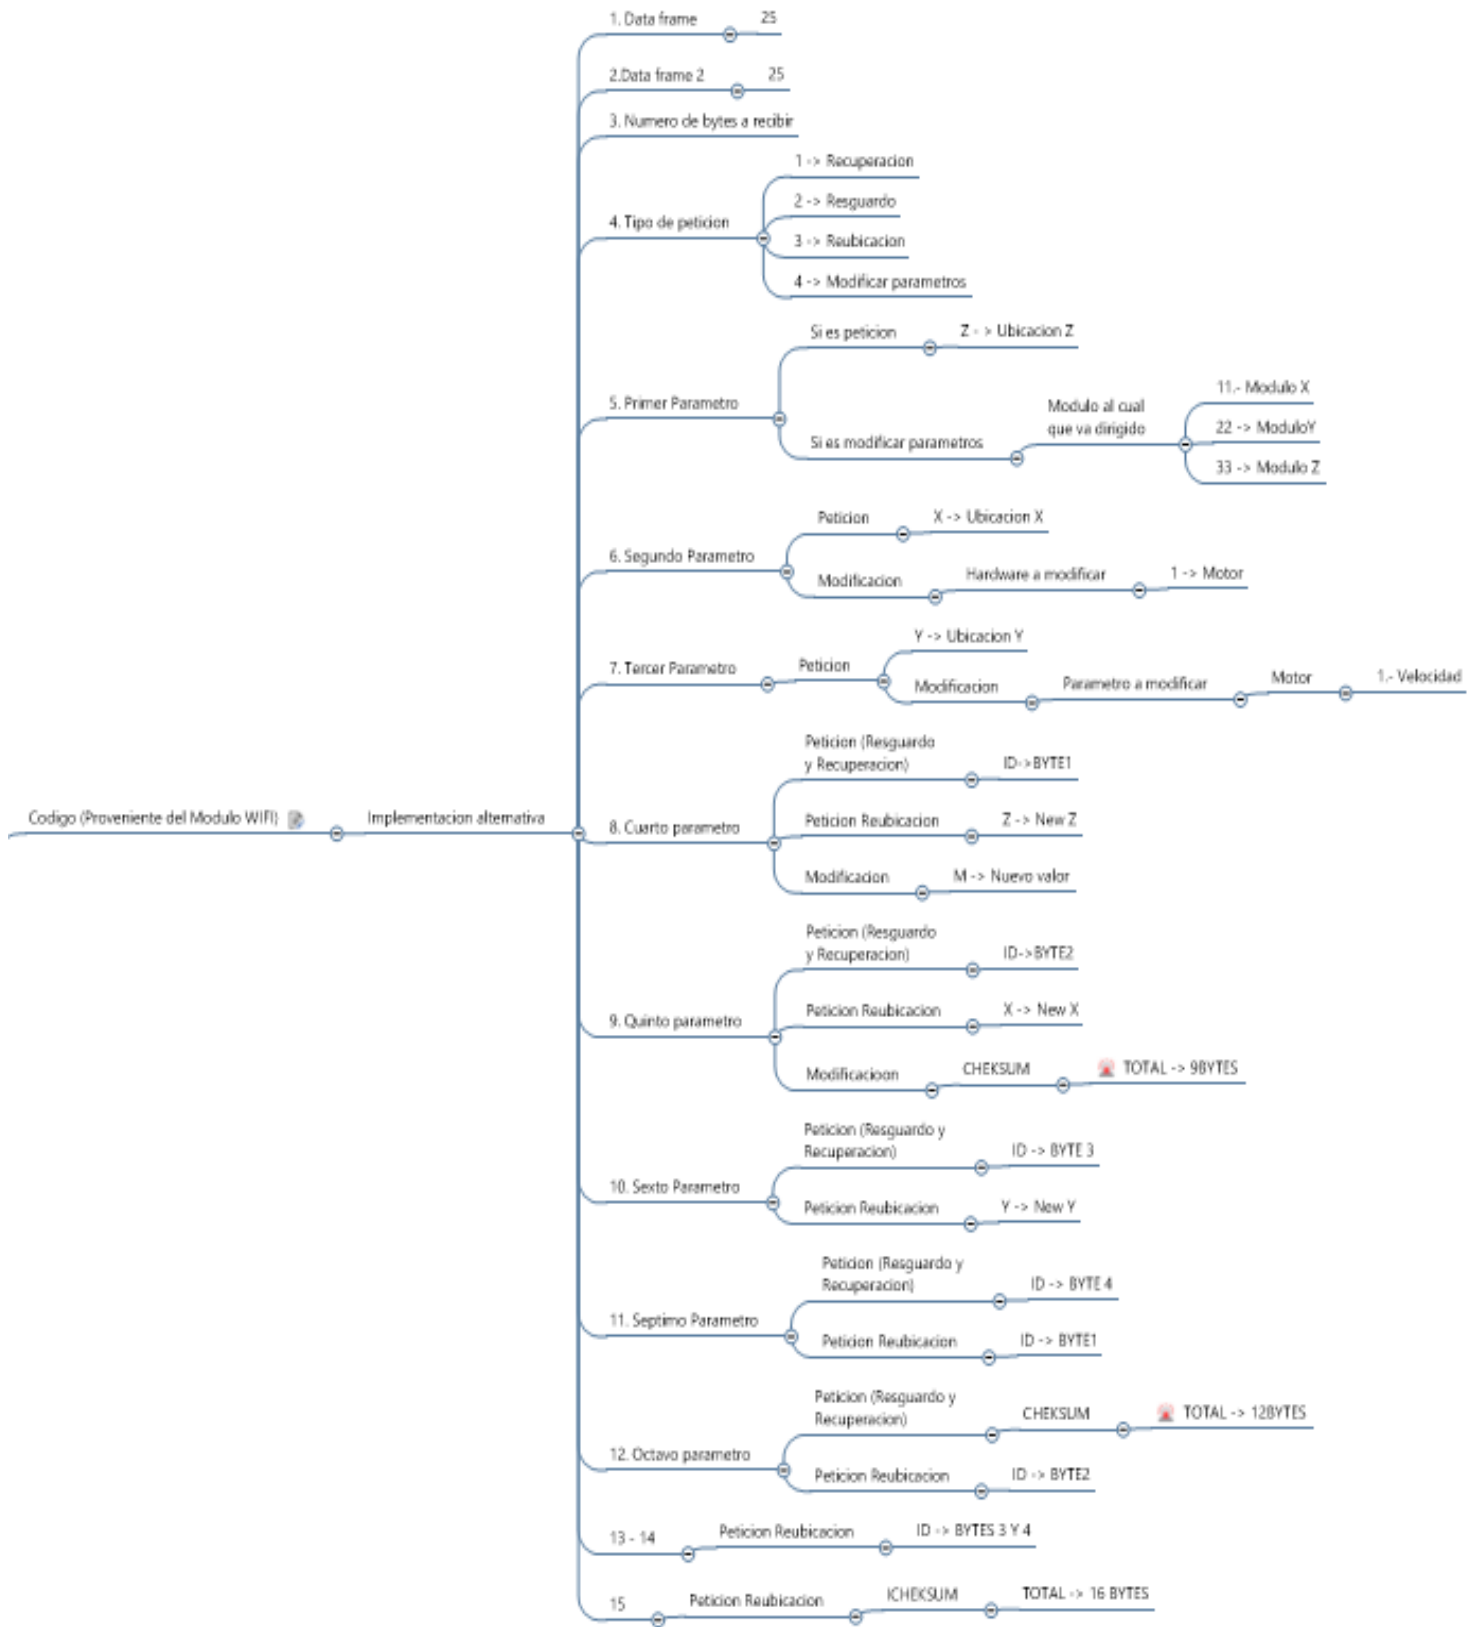 1. Data frame
25
2.Data frame 2
25
3. Numero de bytes a recibir
4. Tipo de peticion
1 -> Recuperacion
2 -> Resguardo
3 -> Reubicacion
4 -> Modificar parametros
5. Primer Parametro
Si es peticion
Z - > Ubicacion Z
Si es modificar parametros
Modulo al cual
que va dirigido
11.- Modulo X
22 -> ModuloY
33 -> Modulo Z
6. Segundo Parametro
Peticion
X -> Ubicacion X
Modificacion
Hardware a modificar
1 -> Motor
7. Tercer Parametro
Peticion
Y -> Ubicacion Y
Modificacion
Parametro a modificar
Motor
1.- Velocidad
Codigo (Proveniente del Modulo WIFI)
Implementacion alternativa
8. Cuarto parametro
Peticion (Resguardo
y Recuperacion)
ID->BYTE1
Peticion Reubicacion
Z -> New Z
Modificacion
M -> Nuevo valor
9. Quinto parametro
Peticion (Resguardo
y Recuperacion)
ID->BYTE2
Peticion Reubicacion
X -> New X
Modificacioon
CHEKSUM
TOTAL -> 9BYTES
10. Sexto Parametro
Peticion (Resguardo y
Recuperacion)
ID -> BYTE 3
Peticion Reubicacion
Y -> New Y
11. Septimo Parametro
Peticion (Resguardo y
Recuperacion)
ID -> BYTE 4
Peticion Reubicacion
ID -> BYTE1
12. Octavo parametro
Peticion (Resguardo y
Recuperacion)
CHEKSUM
TOTAL -> 12BYTES
Peticion Reubicacion
ID -> BYTE2
13 - 14
Peticion Reubicacion
ID -> BYTES 3 Y 4
15
Peticion Reubicacion
ICHEKSUM
TOTAL -> 16 BYTES